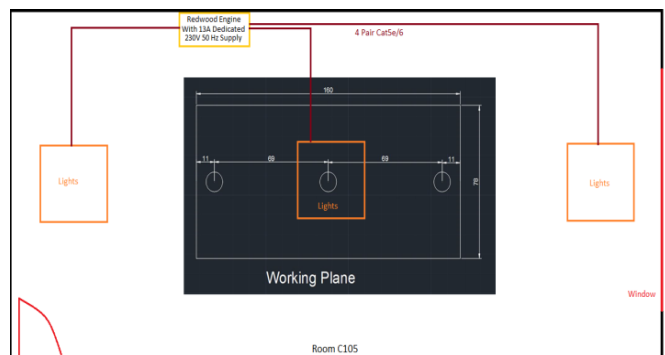 Redwood Engine
With 13A Dedicated
230V 50 Hz Supply
4 Pair Cat5e/6
160
11
69
69
11
78
Lights
Lights
Lights
Working Plane
Window
Room C105